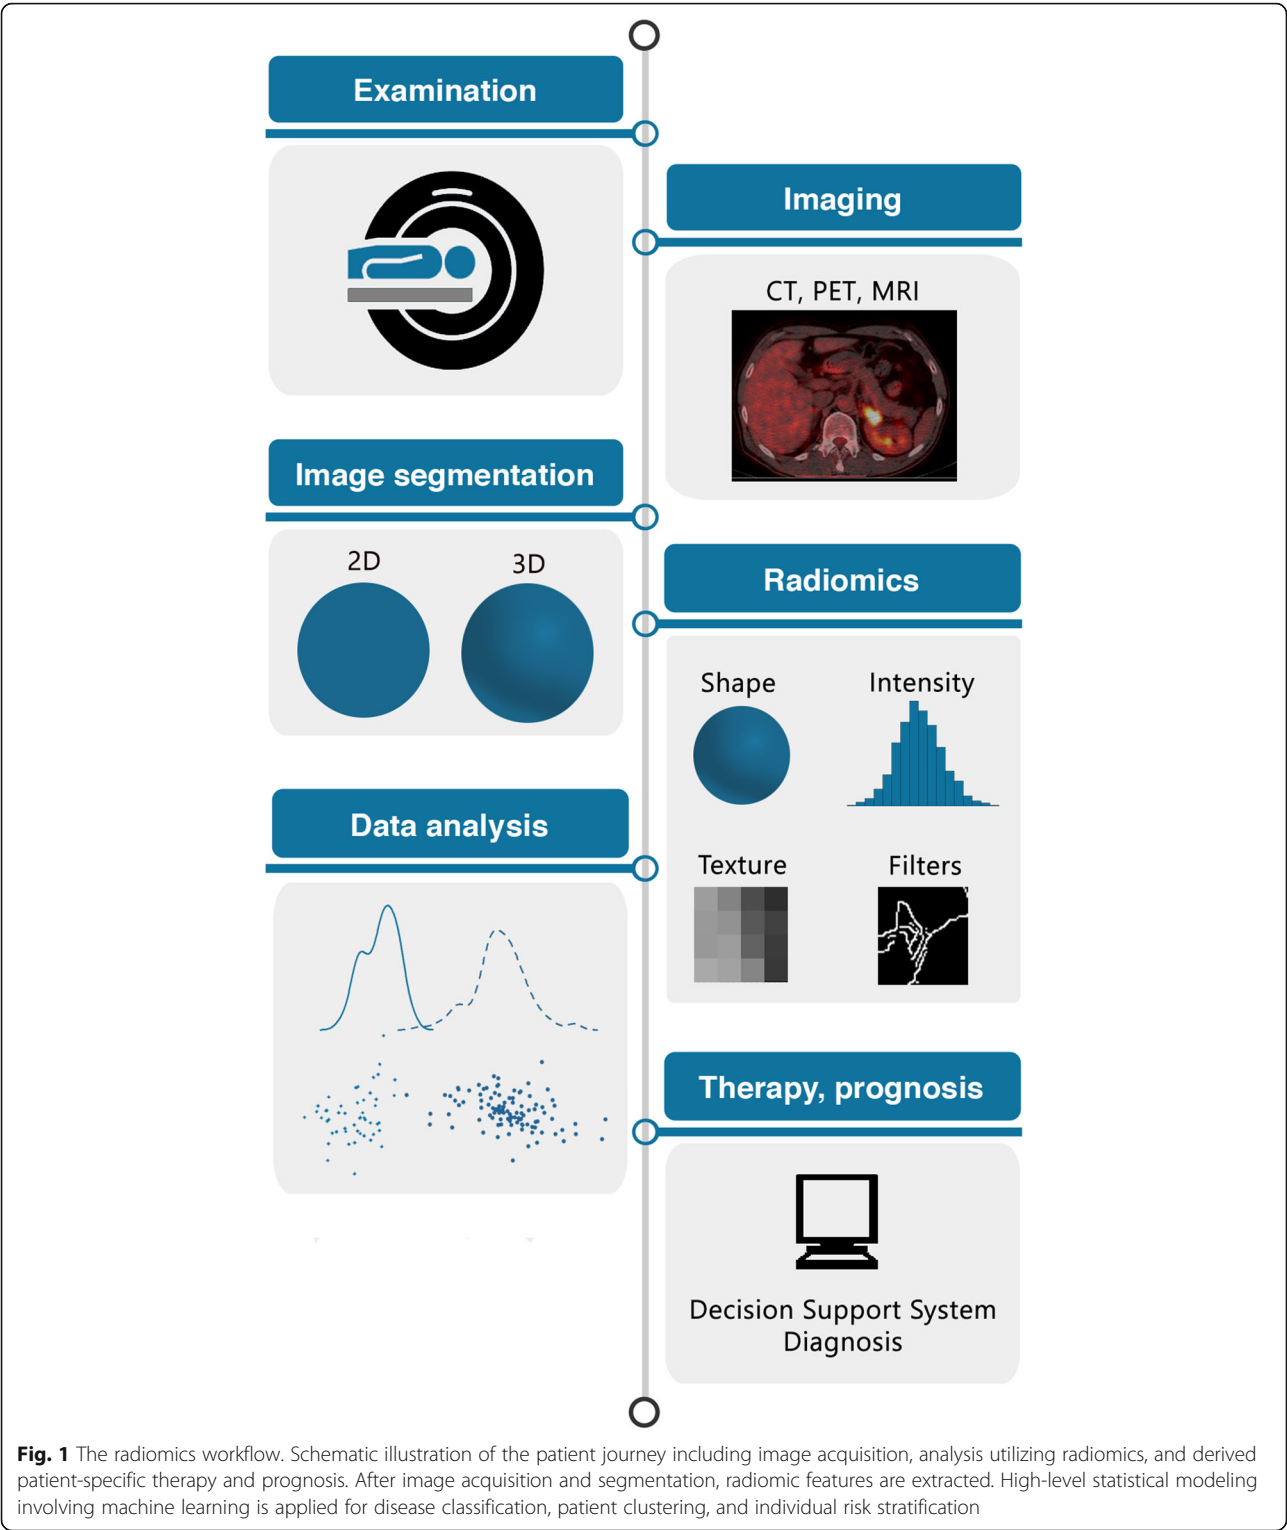 Examination
Imaging
CT, PET, MRI
Image segmentation
2D
3D
Radiomics
Shape
Intensity
Texture
Filters
Data analysis
Therapy, prognosis
Decision Support System
Diagnosis
Fig. 1 The radiomics workflow. Schematic illustration of the patient journey including image acquisition, analysis utilizing radiomics, and derived
patient-specific therapy and prognosis. After image acquisition and segmentation, radiomic features are extracted. High-level statistical modeling
involving machine learning is applied for disease classification, patient clustering, and individual risk stratification